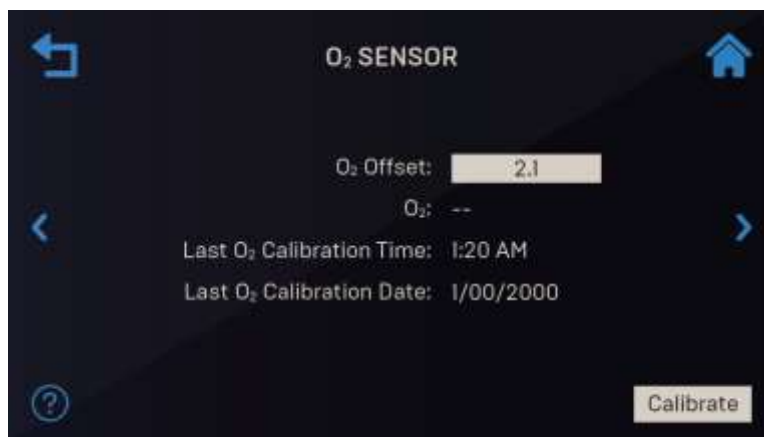 O₂ SENSOR
O₂ Offset: 2.1
O₂: --
Last O₂ Calibration Time: 1:20 AM
Last O₂ Calibration Date: 1/00/2000
?
Calibrate